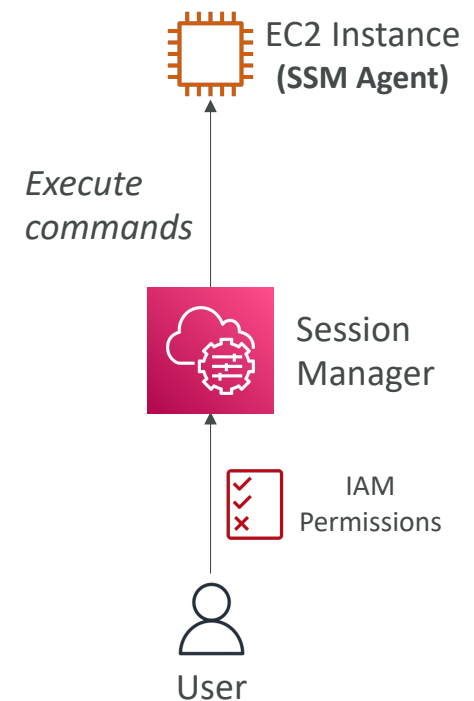 EC2 Instance
(SSM Agent)
Execute
commands
Session
Manager
IAM
Permissions
User